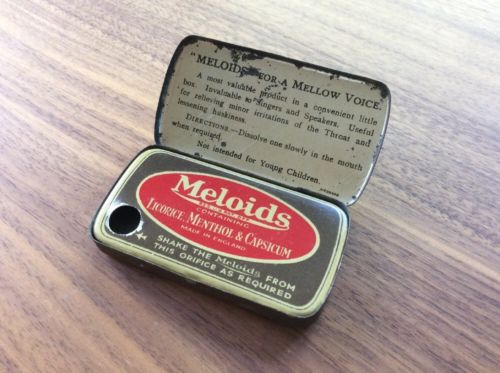 "MELOIDS" FOR A MELLOW VOICE
A most valuable product in a convenient little
box. Invaluable to Singers and Speakers. Useful
for relieving minor irritations of the Throat and
lessening huskiness.
DIRECTIONS.—Dissolve one slowly in the mouth
when required.
Not intended for Young Children.
Meloids
CONTAINING
LICORICE, MENTHOL & CAPSICUM
MADE IN ENGLAND
SHAKE THE Meloids FROM
THIS ORIFICE AS REQUIRED